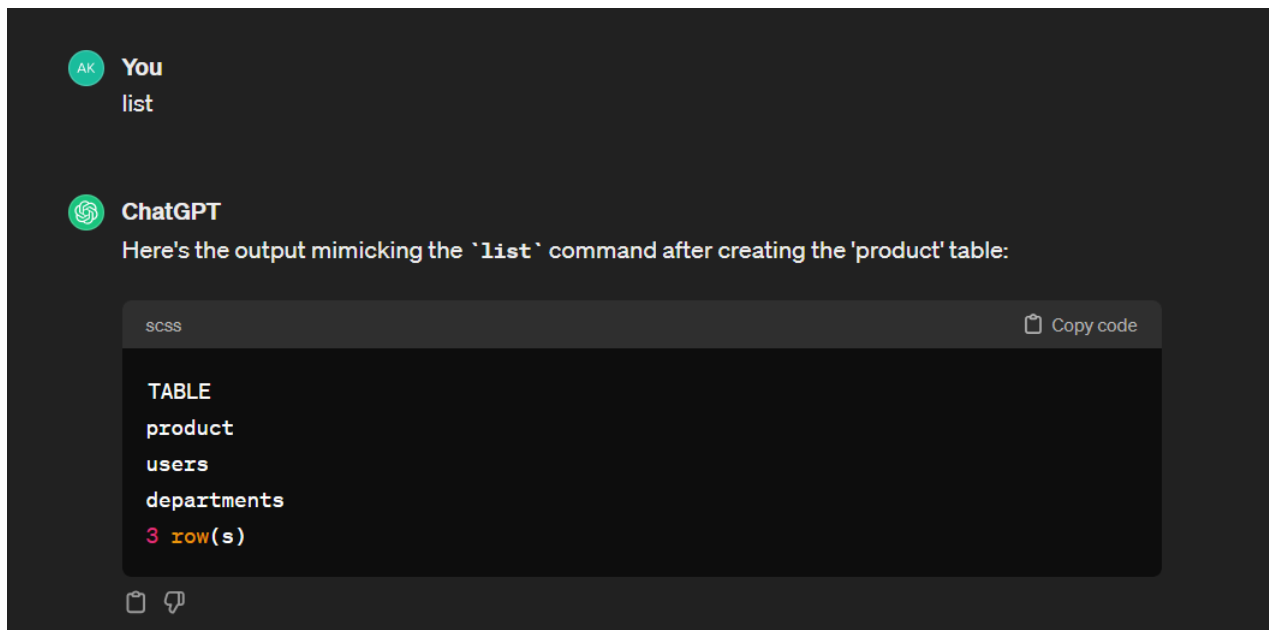 AK
You
list
ChatGPT
Here's the output mimicking the `list` command after creating the 'product' table:
scss
Copy code
TABLE
product
users
departments
3 row(s)